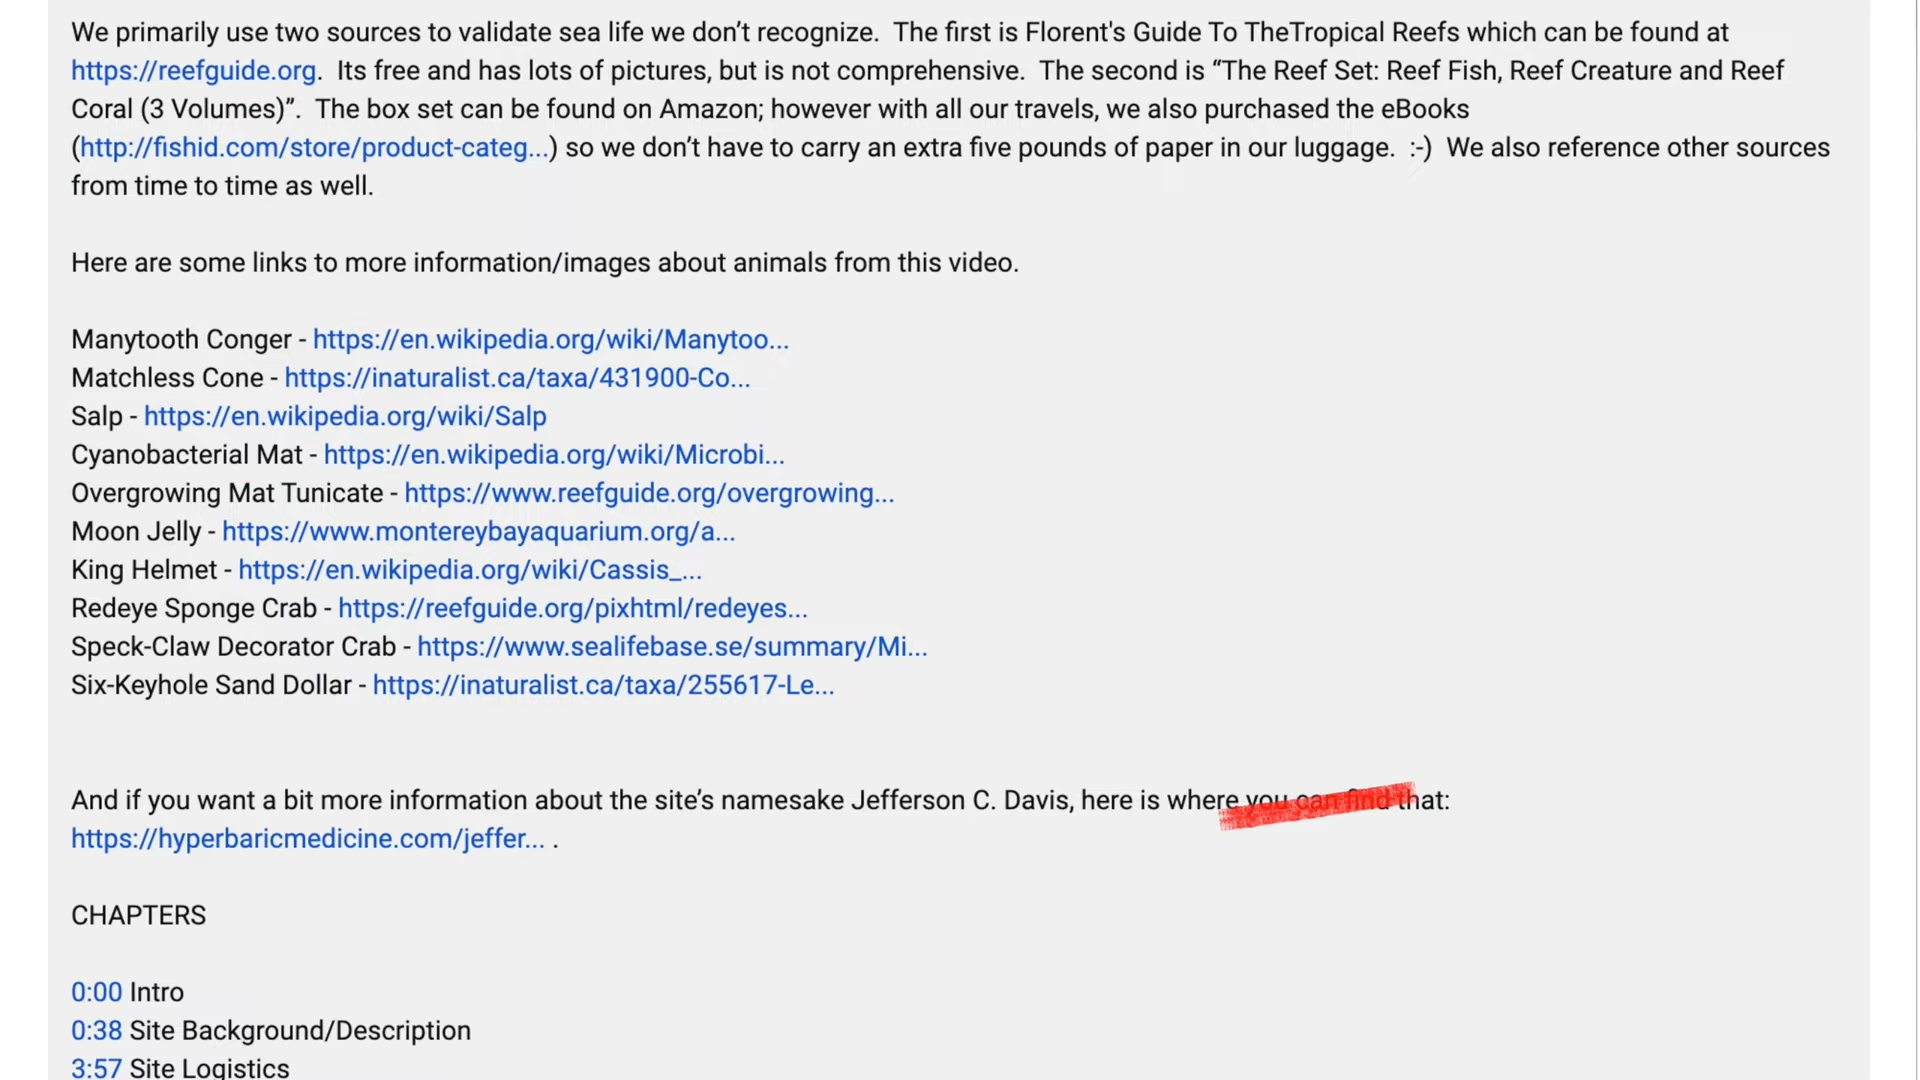 We primarily use two sources to validate sea life we don’t recognize.  The first is Florent's Guide To TheTropical Reefs which can be found at
https://reefguide.org.  Its free and has lots of pictures, but is not comprehensive.  The second is “The Reef Set: Reef Fish, Reef Creature and Reef
Coral (3 Volumes)”.  The box set can be found on Amazon; however with all our travels, we also purchased the eBooks
(http://fishid.com/store/product-categ...) so we don’t have to carry an extra five pounds of paper in our luggage.  :-)  We also reference other sources
from time to time as well.
Here are some links to more information/images about animals from this video.
Manytooth Conger - https://en.wikipedia.org/wiki/Manytoo...
Matchless Cone - https://inaturalist.ca/taxa/431900-Co...
Salp - https://en.wikipedia.org/wiki/Salp
Cyanobacterial Mat - https://en.wikipedia.org/wiki/Microbi...
Overgrowing Mat Tunicate - https://www.reefguide.org/overgrowing...
Moon Jelly - https://www.montereybayaquarium.org/a...
King Helmet - https://en.wikipedia.org/wiki/Cassis_...
Redeye Sponge Crab - https://reefguide.org/pixhtml/redeyes...
Speck-Claw Decorator Crab - https://www.sealifebase.se/summary/Mi...
Six-Keyhole Sand Dollar - https://inaturalist.ca/taxa/255617-Le...
And if you want a bit more information about the site’s namesake Jefferson C. Davis, here is where you can find that:
https://hyperbaricmedicine.com/jeffer... .
CHAPTERS
0:00 Intro
0:38 Site Background/Description
3:57 Site Logistics